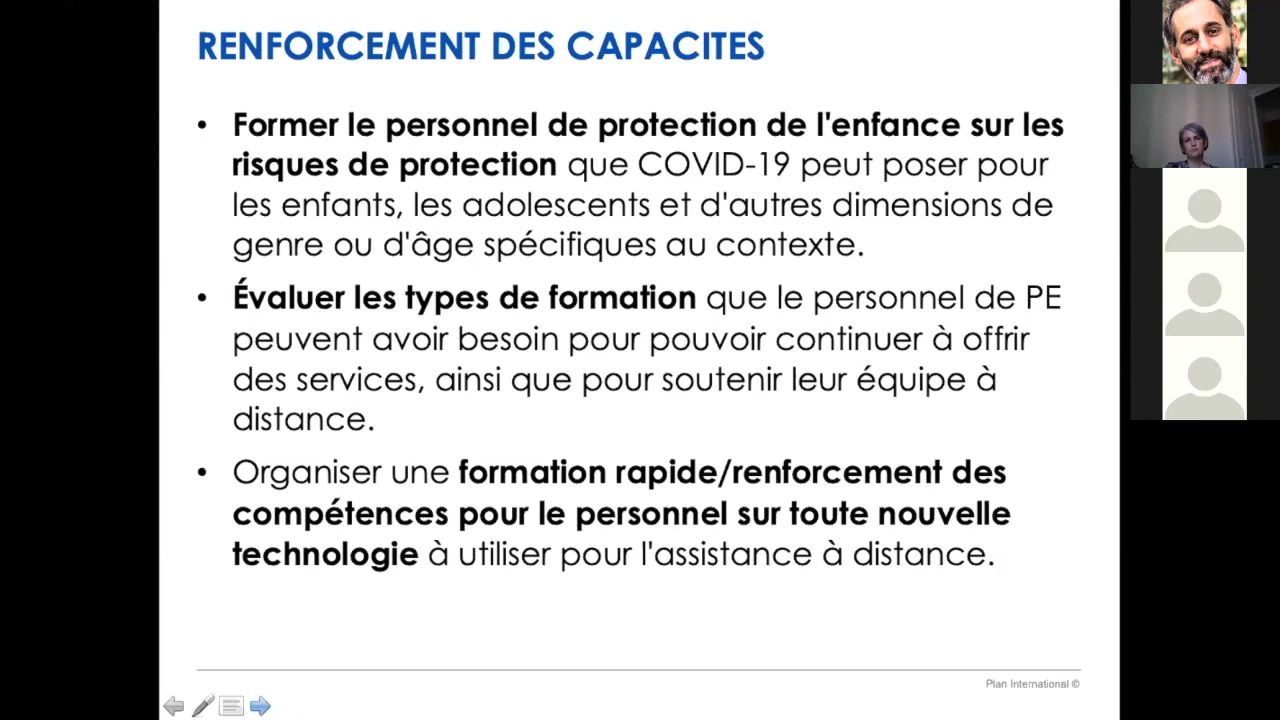 RENFORCEMENT DES CAPACITES
• Former le personnel de protection de l'enfance sur les
risques de protection que COVID-19 peut poser pour
les enfants, les adolescents et d'autres dimensions de
genre ou d'âge spécifiques au contexte.
• Évaluer les types de formation que le personnel de PE
peuvent avoir besoin pour pouvoir continuer à offrir
des services, ainsi que pour soutenir leur équipe à
distance.
• Organiser une formation rapide/renforcement des
compétences pour le personnel sur toute nouvelle
technologie à utiliser pour l'assistance à distance.
Plan International ©